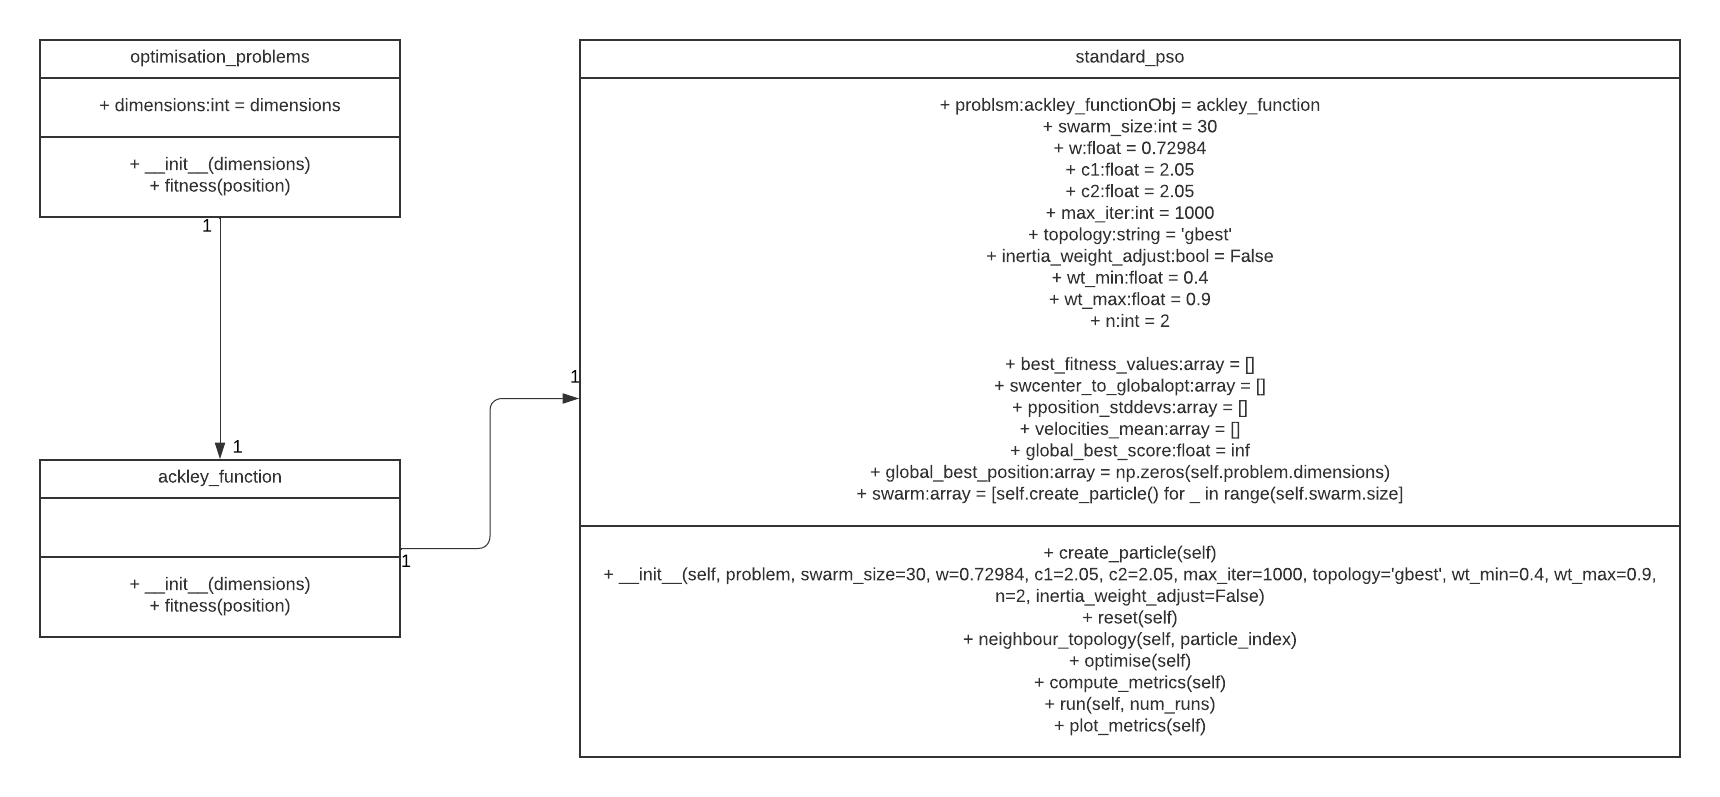 optimisation_problems
+ dimensions:int = dimensions
+ __init__(dimensions)
+ fitness(position)
1
1
ackley_function
+ __init__(dimensions)
+ fitness(position)
1
1
standard_pso
+ problsm:ackley_functionObj = ackley_function
+ swarm_size:int = 30
+ w:float = 0.72984
+ c1:float = 2.05
+ c2:float = 2.05
+ max_iter:int = 1000
+ topology:string = 'gbest'
+ inertia_weight_adjust:bool = False
+ wt_min:float = 0.4
+ wt_max:float = 0.9
+ n:int = 2
+ best_fitness_values:array = []
+ swcenter_to_globalopt:array = []
+ pposition_stddevs:array = []
+ velocities_mean:array = []
+ global_best_score:float = inf
+ global_best_position:array = np.zeros(self.problem.dimensions)
+ swarm:array = [self.create_particle() for _ in range(self.swarm.size]
+ create_particle(self)
+ __init__(self, problem, swarm_size=30, w=0.72984, c1=2.05, c2=2.05, max_iter=1000, topology='gbest', wt_min=0.4, wt_max=0.9,
n=2, inertia_weight_adjust=False)
+ reset(self)
+ neighbour_topology(self, particle_index)
+ optimise(self)
+ compute_metrics(self)
+ run(self, num_runs)
+ plot_metrics(self)